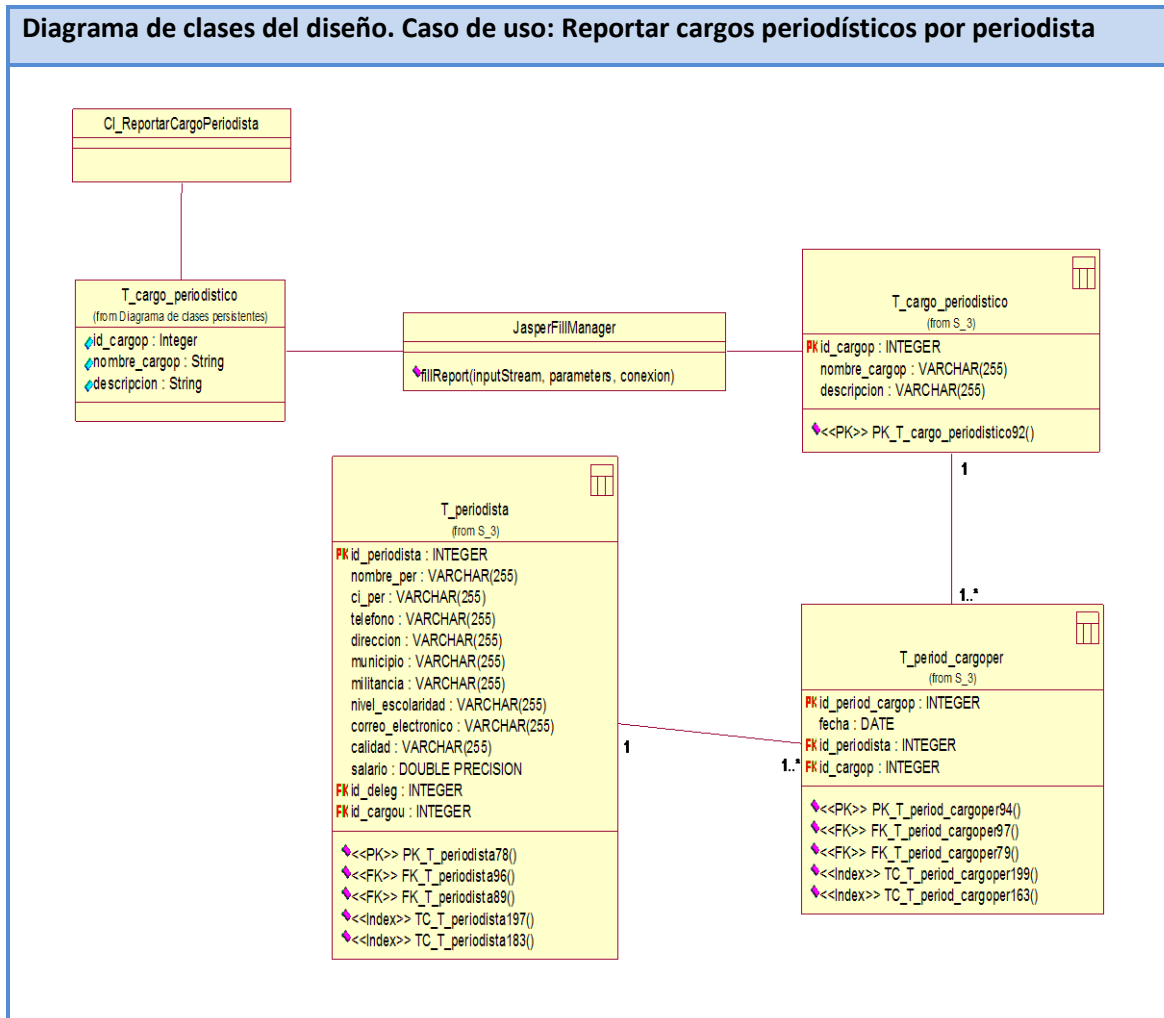 Diagrama de clases del diseño. Caso de uso: Reportar cargos periodísticos por periodista
CI_ReportarCargoPeriodista
T_cargo_periodistico
(from Diagrama de clases persistentes)
id_cargop : Integer
nombre_cargop : String
descripcion : String
JasperFillManager
fillReport(inputStream, parameters, conexion)
T_cargo_periodistico
(from S_3)
PK id_cargop : INTEGER
nombre_cargop : VARCHAR(255)
descripcion : VARCHAR(255)
<<PK>> PK_T_cargo_periodistico92()
1
1..*
T_periodista
(from S_3)
PK id_periodista : INTEGER
nombre_per : VARCHAR(255)
ci_per : VARCHAR(255)
telefono : VARCHAR(255)
direccion : VARCHAR(255)
municipio : VARCHAR(255)
militancia : VARCHAR(255)
nivel_escolaridad : VARCHAR(255)
correo_electronico : VARCHAR(255)
calidad : VARCHAR(255)
salario : DOUBLE PRECISION
FK id_deleg : INTEGER
FK id_cargou : INTEGER
<<PK>> PK_T_periodista78()
<<FK>> FK_T_periodista96()
<<FK>> FK_T_periodista89()
<<Index>> TC_T_periodista197()
<<Index>> TC_T_periodista183()
1
1..*
T_period_cargoper
(from S_3)
PK id_period_cargop : INTEGER
fecha : DATE
FK id_periodista : INTEGER
FK id_cargop : INTEGER
<<PK>> PK_T_period_cargoper94()
<<FK>> FK_T_period_cargoper97()
<<FK>> FK_T_period_cargoper79()
<<Index>> TC_T_period_cargoper199()
<<Index>> TC_T_period_cargoper163()